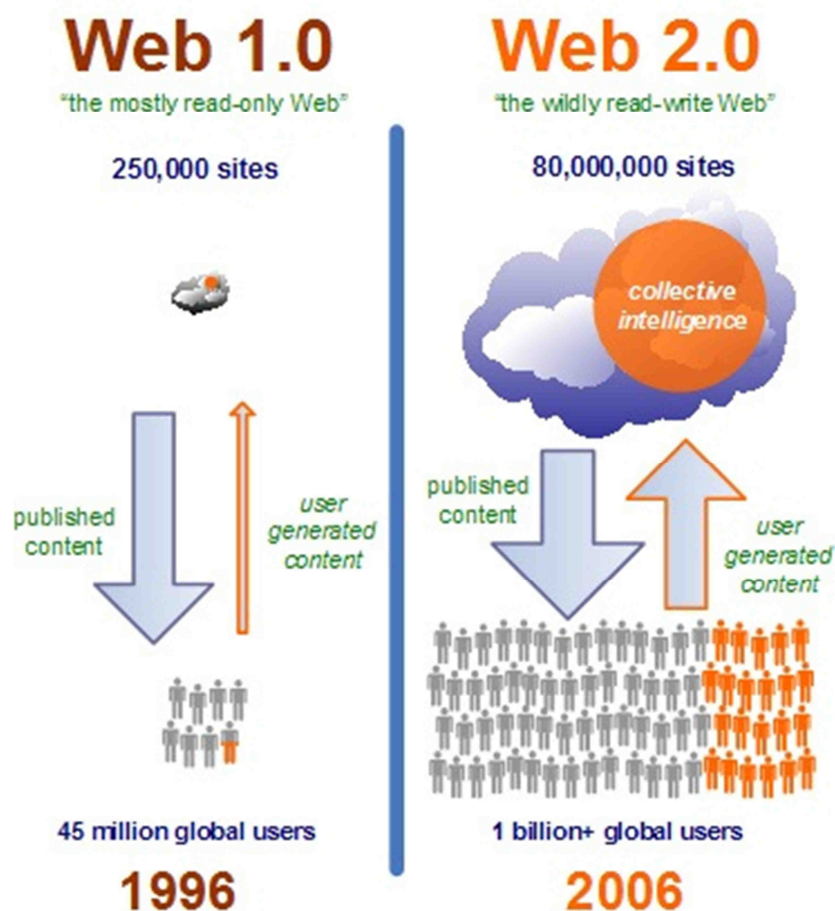 Web 1.0
"the mostly read-only Web"
250,000 sites
published
content
user
generated
content
45 million global users
1996
Web 2.0
"the wildly read-write Web"
80,000,000 sites
collective
intelligence
published
content
user
generated
content
1 billion+ global users
2006